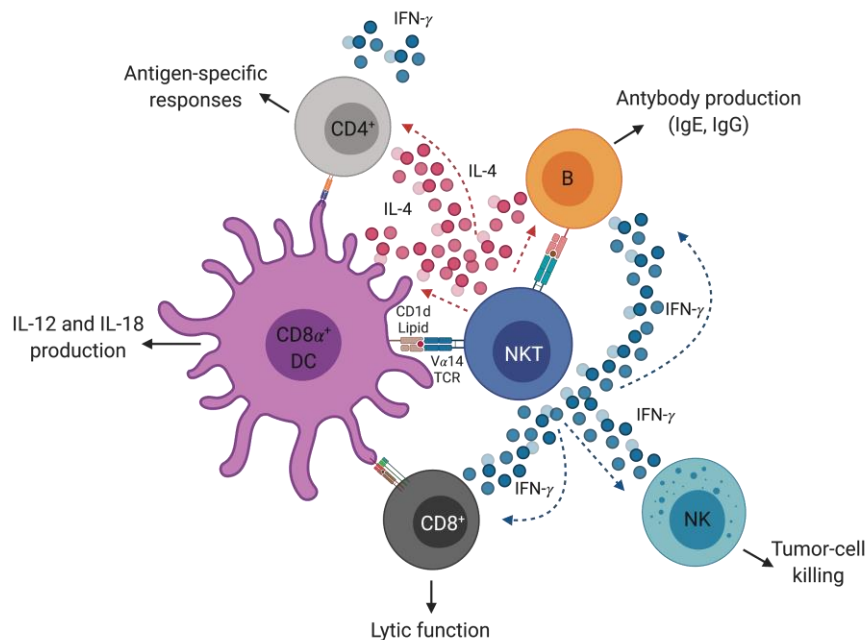 IFN-γ
Antigen-specific
responses
CD4⁺
Antybody production
(IgE, IgG)
B
IL-4
IL-4
IFN-γ
IL-12 and IL-18
production
CD8α⁺
DC
CD1d
Lipid
Vα14
TCR
NKT
IFN-γ
IFN-γ
CD8⁺
NK
Tumor-cell
killing
Lytic function